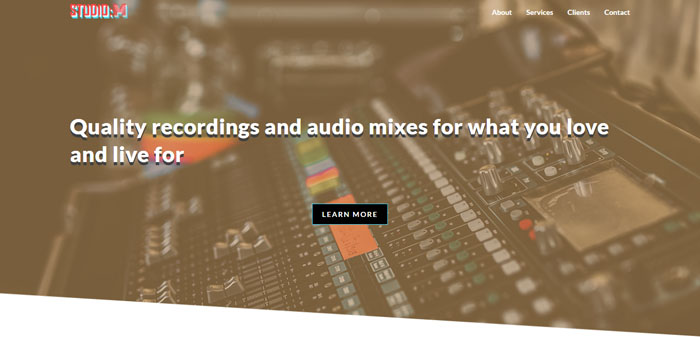 STUDIO:M
About
Services
Clients
Contact
Quality recordings and audio mixes for what you love
and live for
LEARN MORE